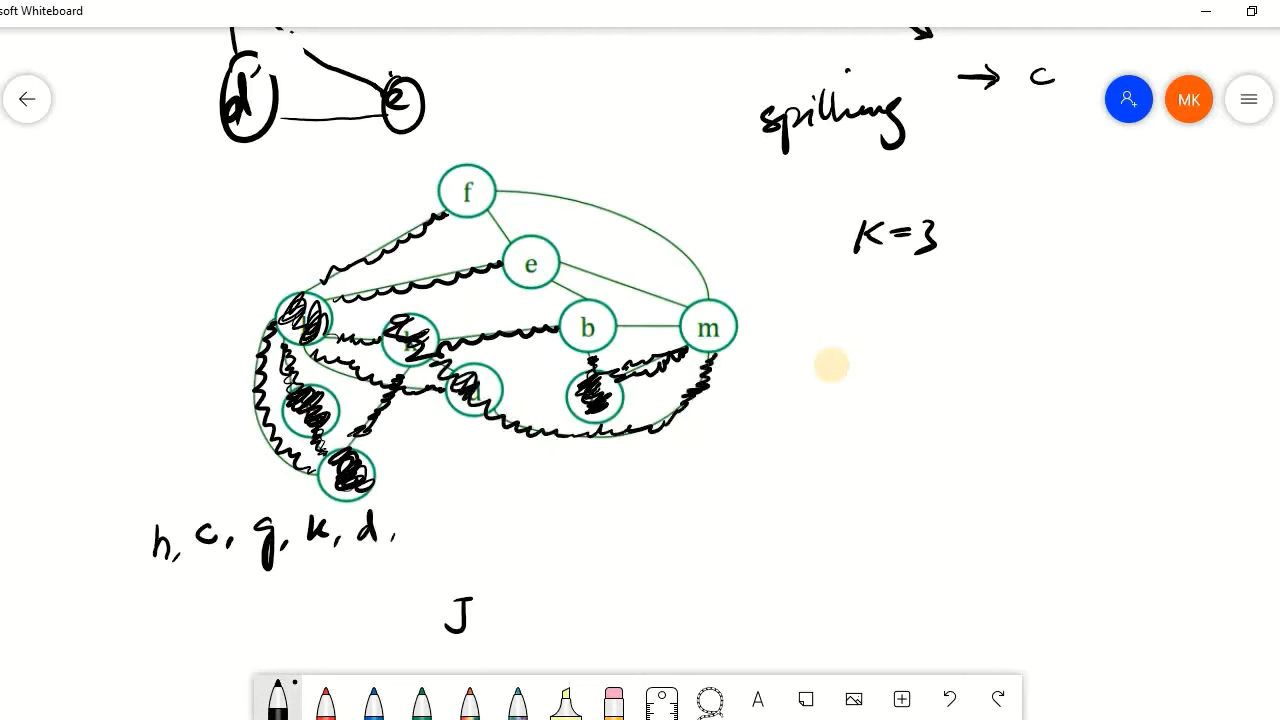 soft Whiteboard
d
e
spilling → c
MK
f
K=3
e
b
m
h, c, g, k, d,
J
A